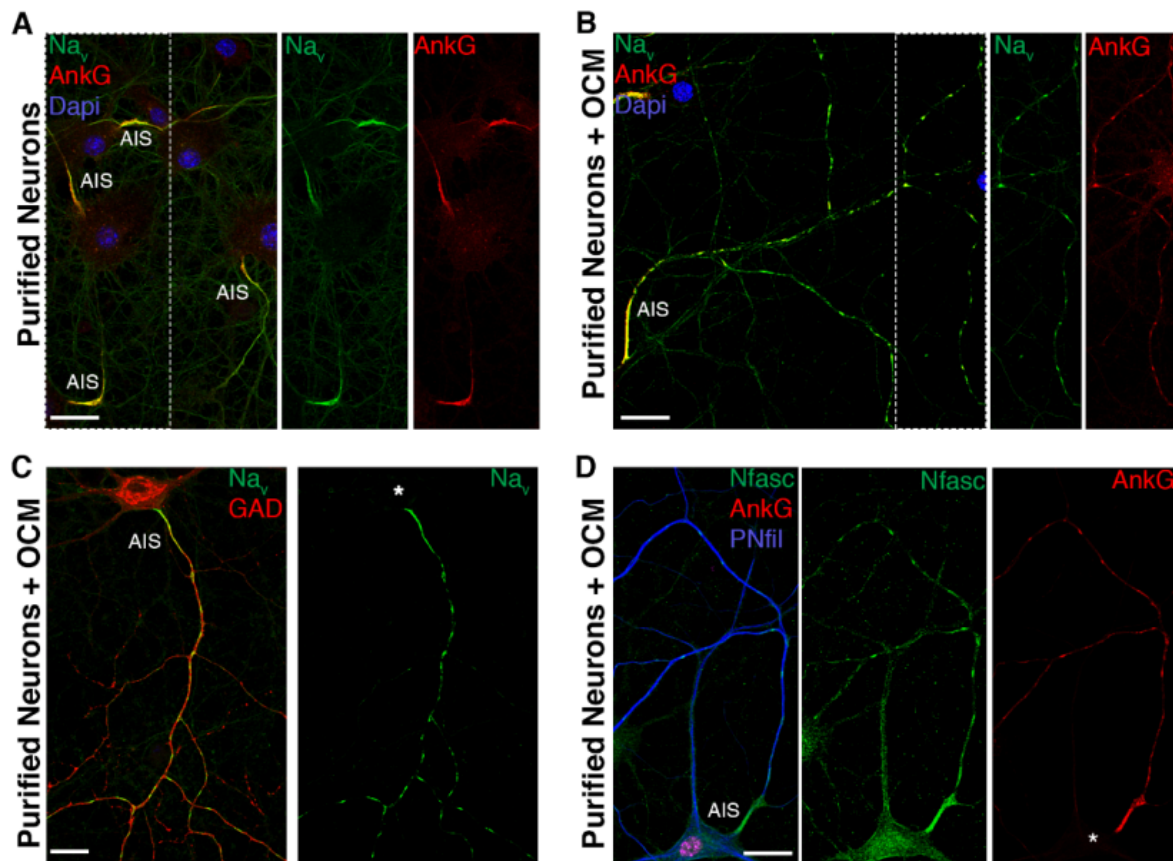 A
Purified Neurons
Naᵥ
AnkG
Dapi
AIS
AIS
AIS
AIS
Naᵥ
AnkG
B
Purified Neurons + OCM
Naᵥ
AnkG
Dapi
AIS
Naᵥ
AnkG
C
Purified Neurons + OCM
Naᵥ
GAD
AIS
*
Naᵥ
D
Purified Neurons + OCM
Nfasc
AnkG
PNfil
AIS
Nfasc
AnkG
*